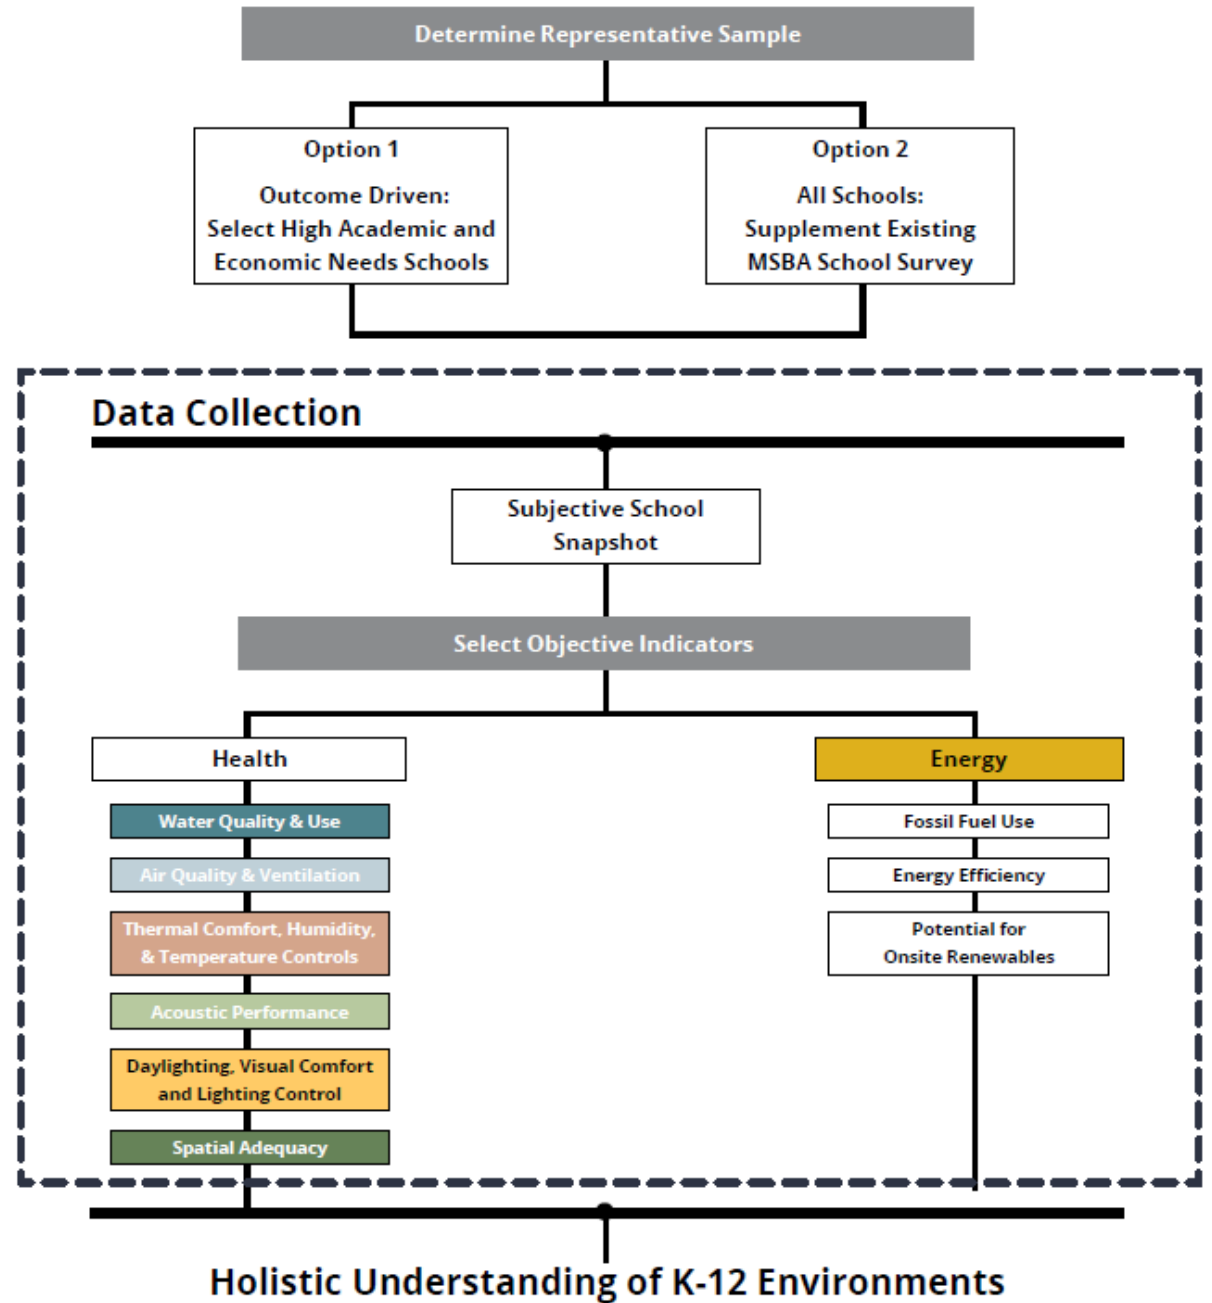 Determine Representative Sample
Option 1
Outcome Driven:
Select High Academic and
Economic Needs Schools
Option 2
All Schools:
Supplement Existing
MSBA School Survey
Data Collection
Subjective School
Snapshot
Select Objective Indicators
Health
Water Quality & Use
Air Quality & Ventilation
Thermal Comfort, Humidity,
& Temperature Controls
Acoustic Performance
Daylighting, Visual Comfort
and Lighting Control
Spatial Adequacy
Energy
Fossil Fuel Use
Energy Efficiency
Potential for
Onsite Renewables
Holistic Understanding of K-12 Environments